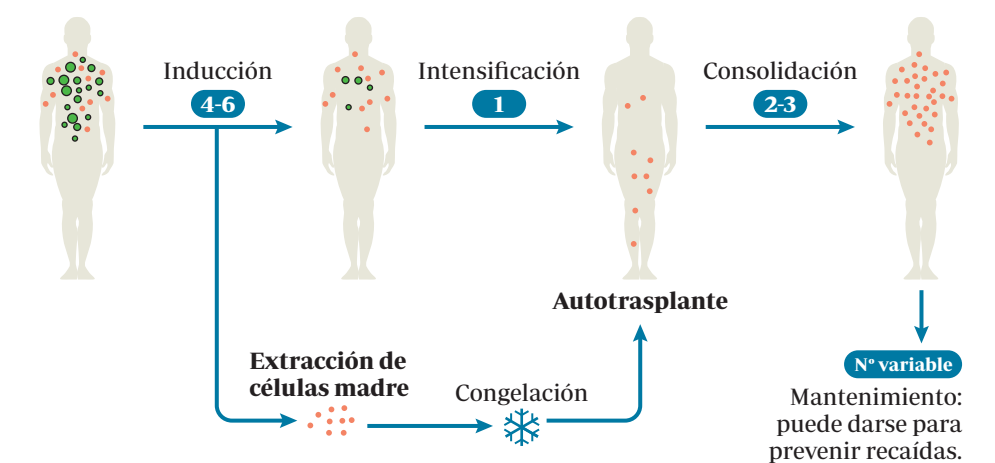 Inducción
4-6
Intensificación
1
Consolidación
2-3
Autotrasplante
Extracción de
células madre
Congelación
Nº variable
Mantenimiento:
puede darse para
prevenir recaídas.